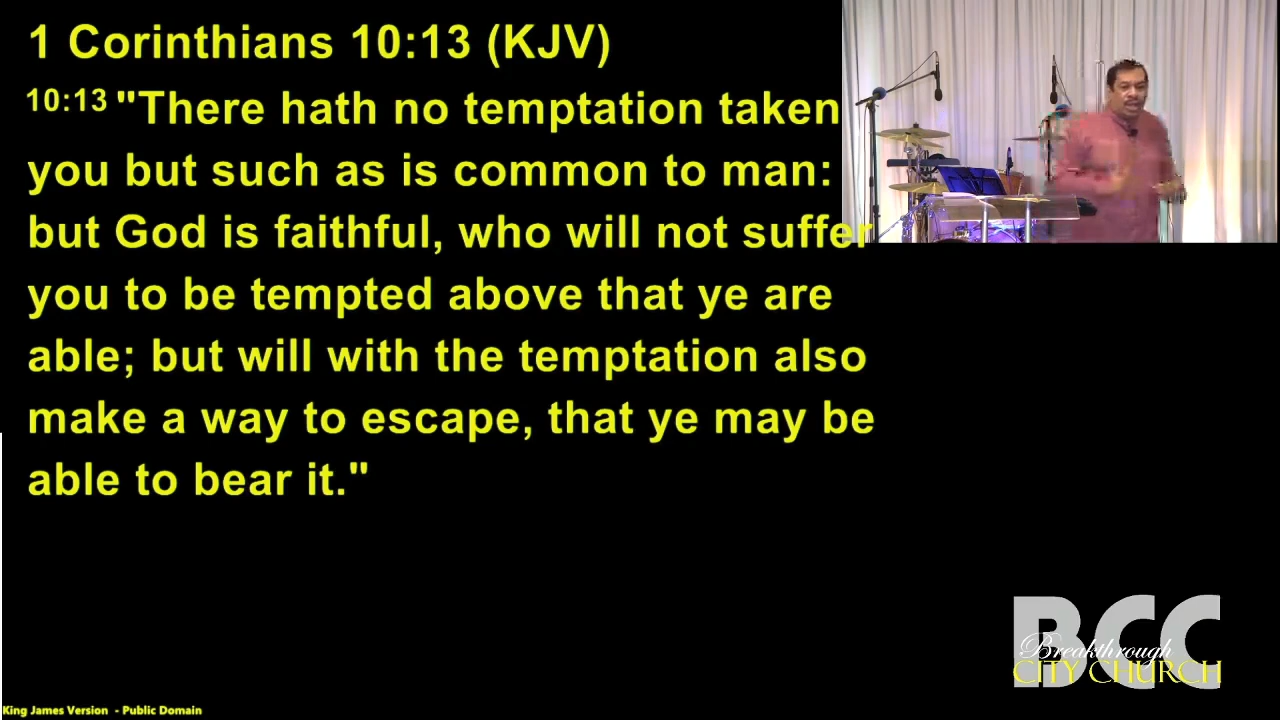 1 Corinthians 10:13 (KJV)
10:13 "There hath no temptation taken
you but such as is common to man:
but God is faithful, who will not suffer
you to be tempted above that ye are
able; but will with the temptation also
make a way to escape, that ye may be
able to bear it."
BCC
Breakthrough
CITY CHURCH
King James Version - Public Domain